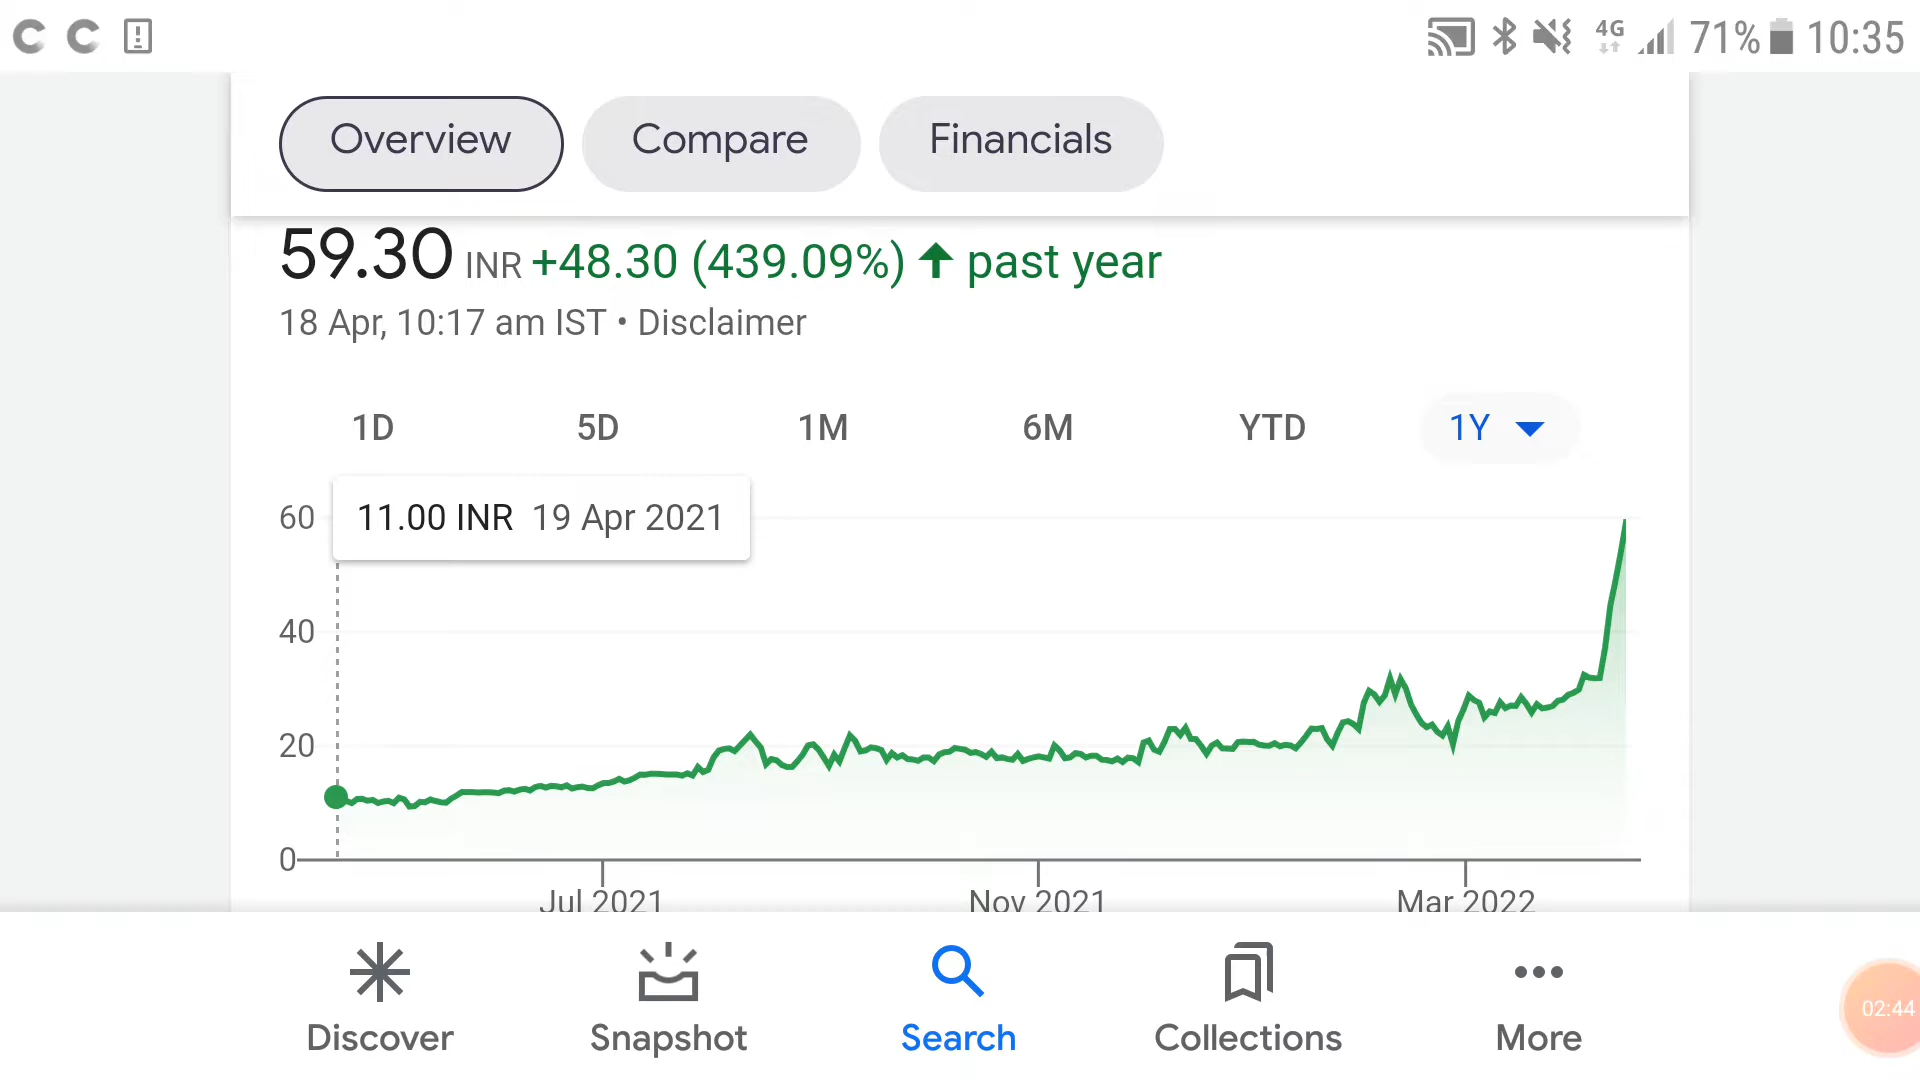 4G 71% 10:35
Overview Compare Financials
59.30 INR +48.30 (439.09%) ↑ past year
18 Apr, 10:17 am IST • Disclaimer
1D 5D 1M 6M YTD 1Y
11.00 INR 19 Apr 2021
60
40
20
0
Jul 2021 Nov 2021 Mar 2022
Discover Snapshot Search Collections More
02:44